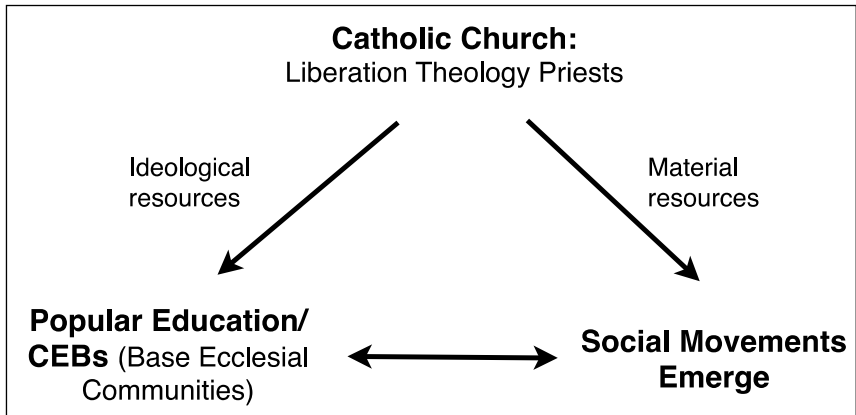 Catholic Church:
Liberation Theology Priests
Ideological
resources
Material
resources
Popular Education/
CEBs (Base Ecclesial
Communities)
Social Movements
Emerge